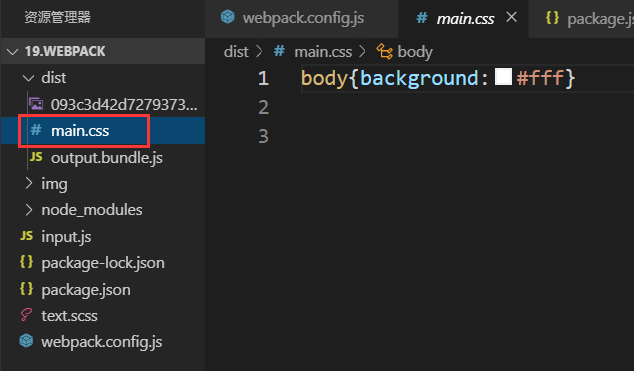 资源管理器
19.WEBPACK
dist
093c3d42d7279373...
# main.css
JS output.bundle.js
img
node_modules
JS input.js
{} package-lock.json
{} package.json
text.scss
webpack.config.js
webpack.config.js # main.css × {} package.js
dist > # main.css > body
1 body{background:#fff}
2
3